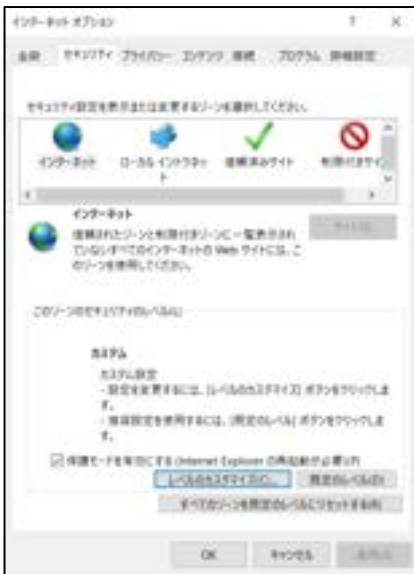 インターネット オプション
全般 セキュリティ プライバシー コンテンツ 接続 プログラム 詳細設定
セキュリティ設定を表示または変更するゾーンを選択してください。
インターネット ローカル イントラネット 信頼済みサイト 制限付きサイ
インターネット
信頼されたゾーンと制限付きゾーンに一覧表示され
ていないすべてのインターネットの Web サイトには、こ
のゾーンを使用してください。
サイト(S)
このゾーンのセキュリティのレベル(L)
カスタム
カスタム設定
- 設定を変更するには、[レベルのカスタマイズ] ボタンをクリックしま
す。
- 推奨設定を使用するには、[既定のレベル] ボタンをクリックしま
す。
保護モードを有効にする (Internet Explorer の再起動が必要)(P)
レベルのカスタマイズ(C)... 既定のレベル(D)
すべてのゾーンを既定のレベルにリセットする(R)
OK キャンセル 適用(A)